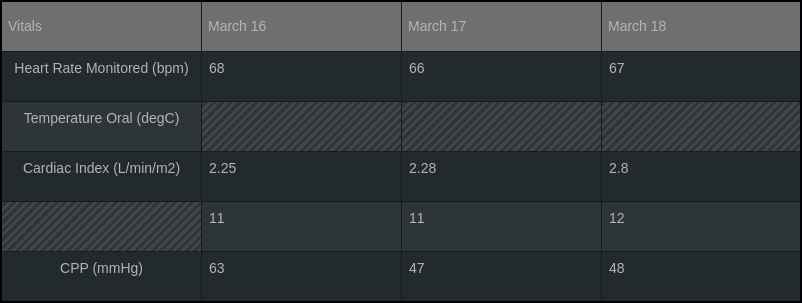 Vitals March 16 March 17 March 18
Heart Rate Monitored (bpm) 68 66 67
Temperature Oral (degC)
Cardiac Index (L/min/m2) 2.25 2.28 2.8
11 11 12
CPP (mmHg) 63 47 48